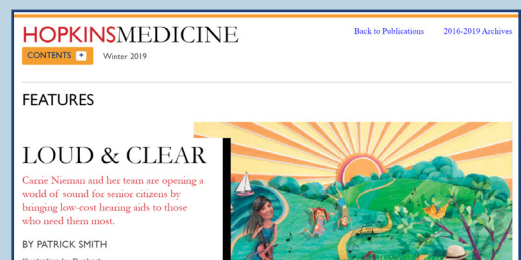 HOPKINSMEDICINE
Back to Publications
2016-2019 Archives
CONTENTS +
Winter 2019
FEATURES
LOUD & CLEAR
Carrie Nieman and her team are opening a
world of sound for senior citizens by
bringing low-cost hearing aids to those
who need them most.
BY PATRICK SMITH